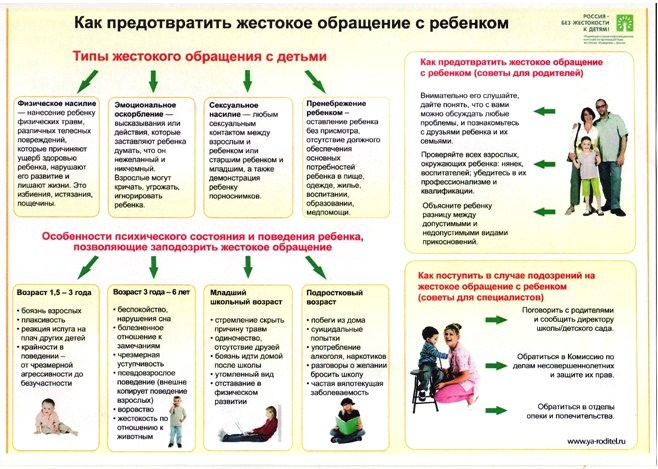 Как предотвратить жестокое обращение с ребенком
РОССИЯ -
БЕЗ ЖЕСТОКОСТИ
К ДЕТЯМ!
Типы жестокого обращения с детьми
Физическое насилие
— нанесение ребенку
физических травм,
различных телесных
повреждений,
которые причиняют
ущерб здоровью
ребенка, нарушают
его развитие и
лишают жизни. Это
избиения, истязания,
пощечины.
Эмоциональное
оскорбление —
высказывания или
действия, которые
заставляют ребенка
думать, что он
нежеланный и
никчемный.
Взрослые могут
кричать, угрожать,
игнорировать
ребенка.
Сексуальное
насилие — любым
сексуальным
контактом между
взрослым и
ребенком или
старшим ребенком и
младшим, а также
демонстрация
ребенку
порноснимков.
Пренебрежение
ребенком —
оставление ребенка
без присмотра,
отсутствие должного
обеспечения
основных
потребностей
ребенка в пище,
одежде, жилье,
воспитании,
образовании,
медпомощи.
Особенности психического состояния и поведения ребенка,
позволяющие заподозрить жестокое обращение
Возраст 1,5 – 3 года
• боязнь взрослых
• плаксивость
• реакция испуга на
плач других детей
• крайности в
поведении –
от чрезмерной
агрессивности до
безучастности
Возраст 3 года – 6 лет
• беспокойство,
нарушения сна
• болезненное
отношение к
замечаниям
• чрезмерная
уступчивость
• псевдовзрослое
поведение (внешне
копирует поведение
взрослых)
• воровство
• жестокость по
отношению к
животным
Младший
школьный возраст
• стремление скрыть
причину травм
• одиночество,
отсутствие друзей
• боязнь идти домой
после школы
• утомленный вид
• отставание в
физическом
развитии
Подростковый
возраст
• побеги из дома
• суицидальные
попытки
• употребление
алкоголя, наркотиков
• разговоры о желании
бросить школу
• частая вялотекущая
заболеваемость
Как предотвратить жестокое обращение
с ребенком (советы для родителей)
Внимательно его слушайте,
дайте понять, что с вами
можно обсуждать любые
проблемы, и познакомьтесь
с друзьями ребенка и их
семьями.
Проверяйте всех взрослых,
окружающих ребенка: нянек,
воспитателей; убедитесь в их
профессионализме и
квалификации.
Объясните ребенку
разницу между
допустимыми и
недопустимыми видами
прикосновений.
Как поступить в случае подозрений на
жестокое обращение с ребенком
(советы для специалистов)
Поговорить с родителями
и сообщить директору
школы/детского сада.
Обратиться в Комиссию по
делам несовершеннолетних
и защите их прав.
Обратиться в отделы
опеки и попечительства.
www.ya-roditel.ru